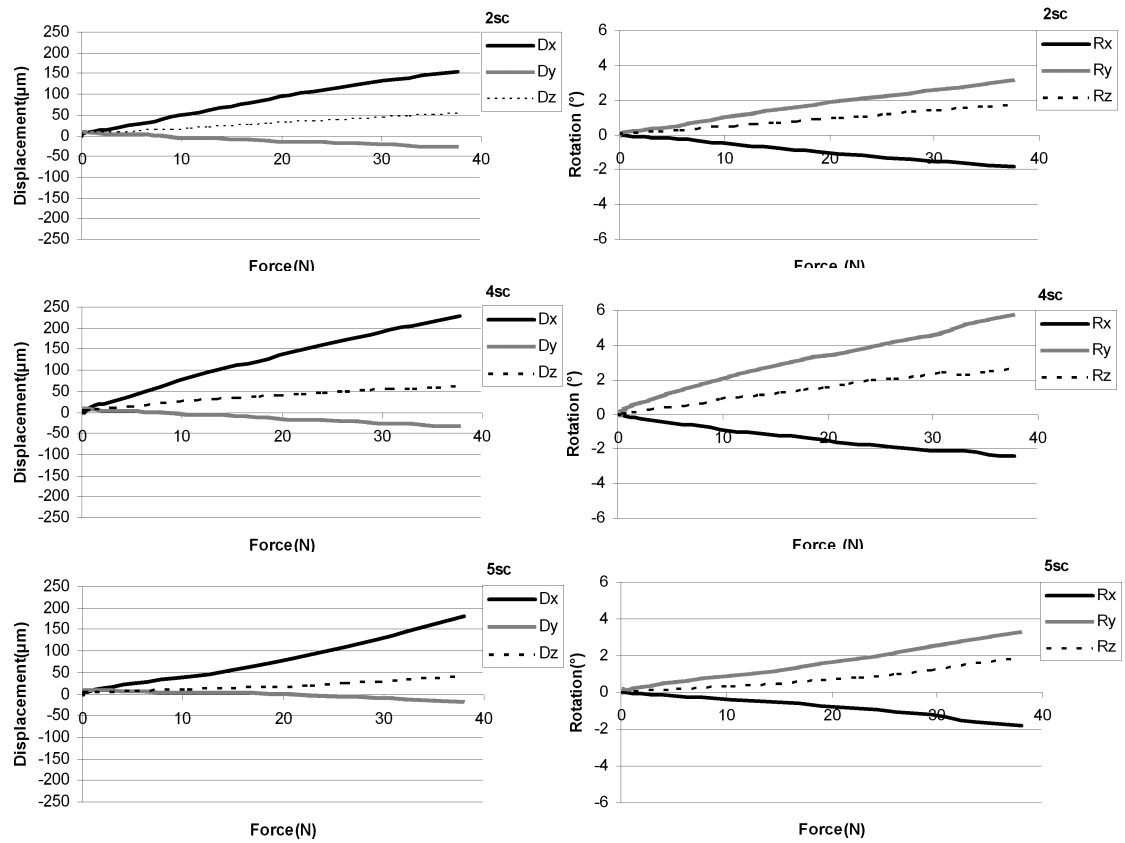 2sc
Displacement(µm)
250
200
150
100
50
0
-50
-100
-150
-200
-250
0 10 20 30 40
Force(N)
Dx
Dy
Dz
2sc
Rotation (°)
6
4
2
0
-2
-4
-6
0 10 20 30 40
Force (N)
Rx
Ry
Rz
4sc
Displacement(µm)
250
200
150
100
50
0
-50
-100
-150
-200
-250
0 10 20 30 40
Force(N)
Dx
Dy
Dz
4sc
Rotation (°)
6
4
2
0
-2
-4
-6
0 10 20 30 40
Force (N)
Rx
Ry
Rz
5sc
Displacement(µm)
250
200
150
100
50
0
-50
-100
-150
-200
-250
0 10 20 30 40
Force(N)
Dx
Dy
Dz
5sc
Rotation(°)
6
4
2
0
-2
-4
-6
0 10 20 30 40
Force(N)
Rx
Ry
Rz